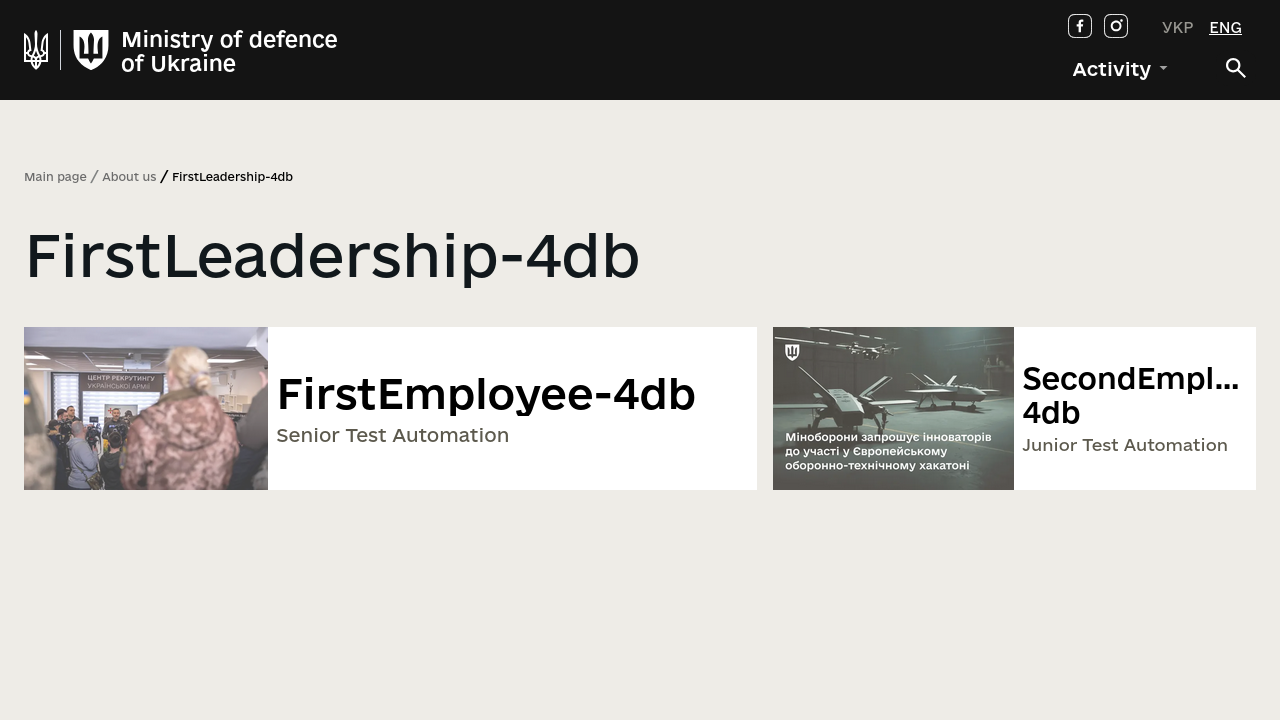 Ministry of defence
of Ukraine
УКР
ENG
Activity
Main page / About us / FirstLeadership-4db
FirstLeadership-4db
ЦЕНТР РЕКРУТИНГУ
УКРАЇНСЬКОЇ АРМІЇ
FirstEmployee-4db
Senior Test Automation
Міноборони запрошує інноваторів
до участі у Європейському
оборонно-технічному хакатоні
SecondEmpl...
4db
Junior Test Automation